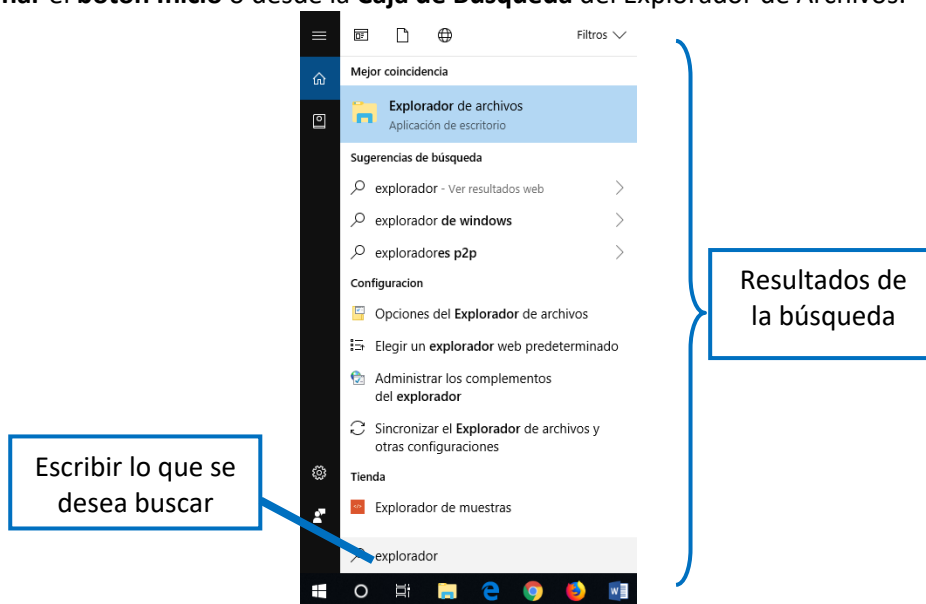 el botón Inicio o desde la Caja de Búsqueda del Explorador de Archivos.
Filtros
Mejor coincidencia
Explorador de archivos
Aplicación de escritorio
Sugerencias de búsqueda
explorador - Ver resultados web
explorador de windows
exploradores p2p
Configuracion
Opciones del Explorador de archivos
Elegir un explorador web predeterminado
Administrar los complementos
del explorador
Sincronizar el Explorador de archivos y
otras configuraciones
Tienda
Explorador de muestras
explorador
Resultados de
la búsqueda
Escribir lo que se
desea buscar